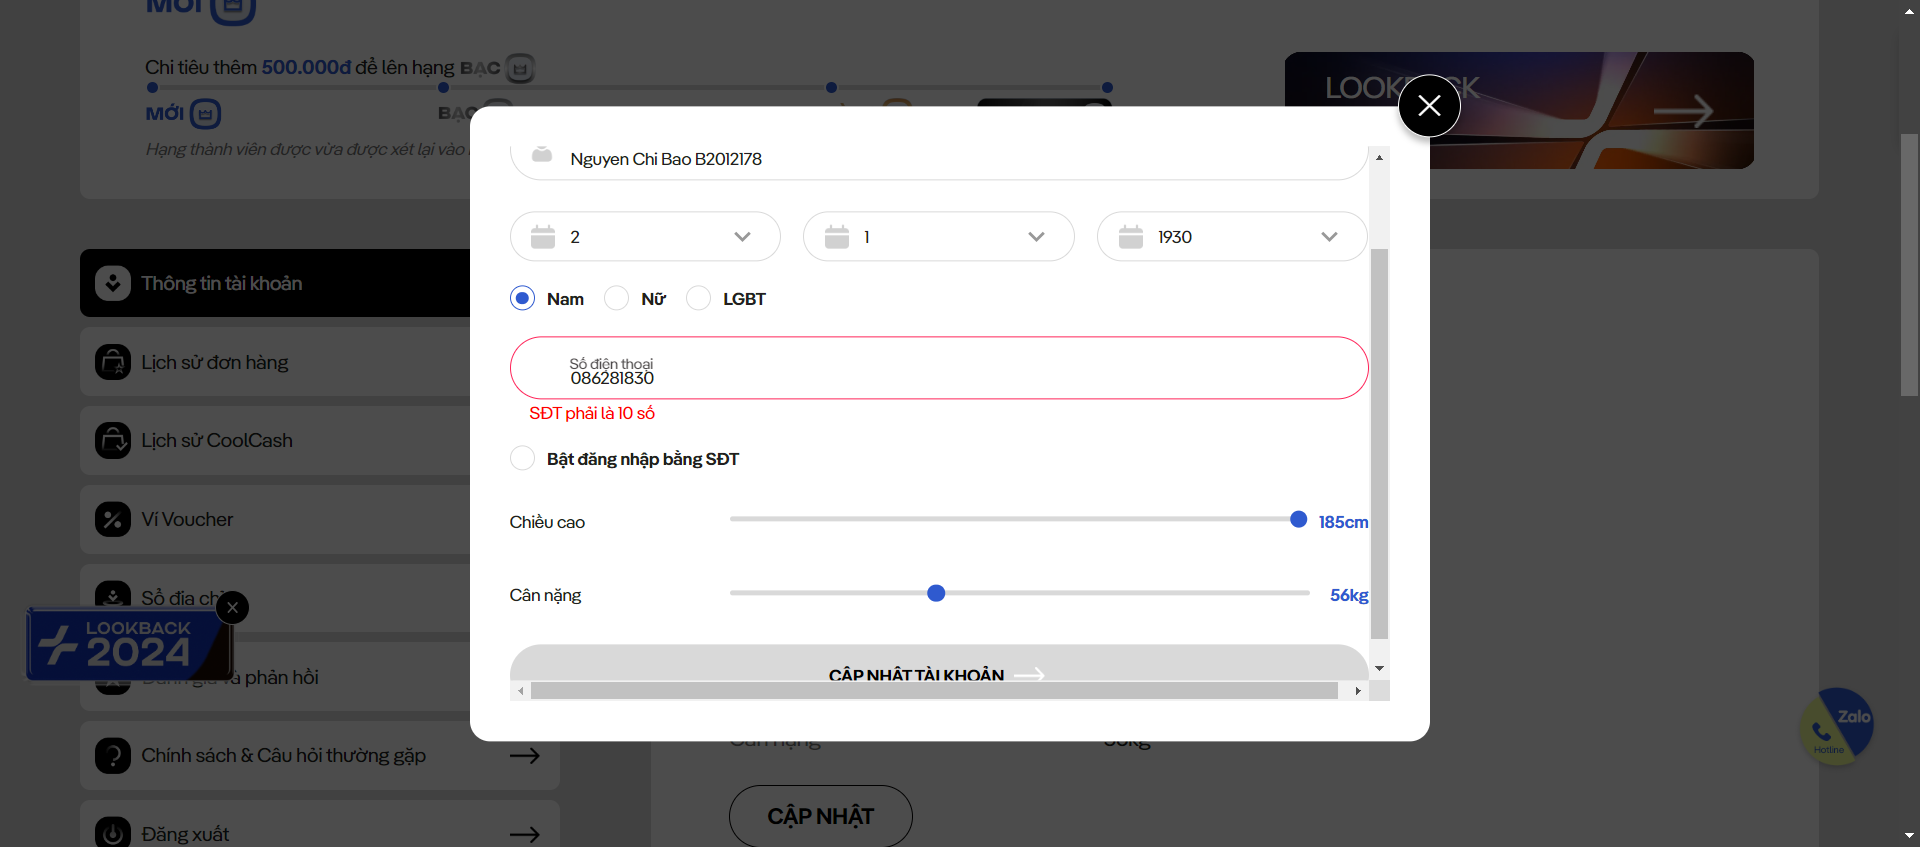 MỚI
Chi tiêu thêm 500.000đ để lên hạng BẠC
MỚI
BẠC
Hạng thành viên được vừa được xét lại vào
LOOKBACK
Nguyen Chi Bao B2012178
2
1
1930
Nam
Nữ
LGBT
Số điện thoại
086281830
SĐT phải là 10 số
Bật đăng nhập bằng SĐT
Chiều cao
185cm
Cân nặng
56kg
CẬP NHẬT TÀI KHOẢN
Thông tin tài khoản
Lịch sử đơn hàng
Lịch sử CoolCash
Ví Voucher
Sổ địa chỉ
LOOKBACK
2024
Đánh giá và phản hồi
Chính sách & Câu hỏi thường gặp
Đăng xuất
Cân nặng
56kg
CẬP NHẬT
Zalo
Hotline